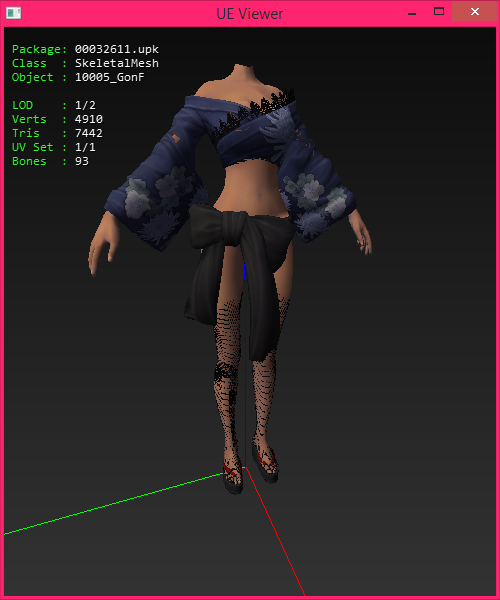 UE Viewer
Package: 00032611.upk
Class  : SkeletalMesh
Object : 10005_GonF
LOD    : 1/2
Verts  : 4910
Tris   : 7442
UV Set : 1/1
Bones  : 93